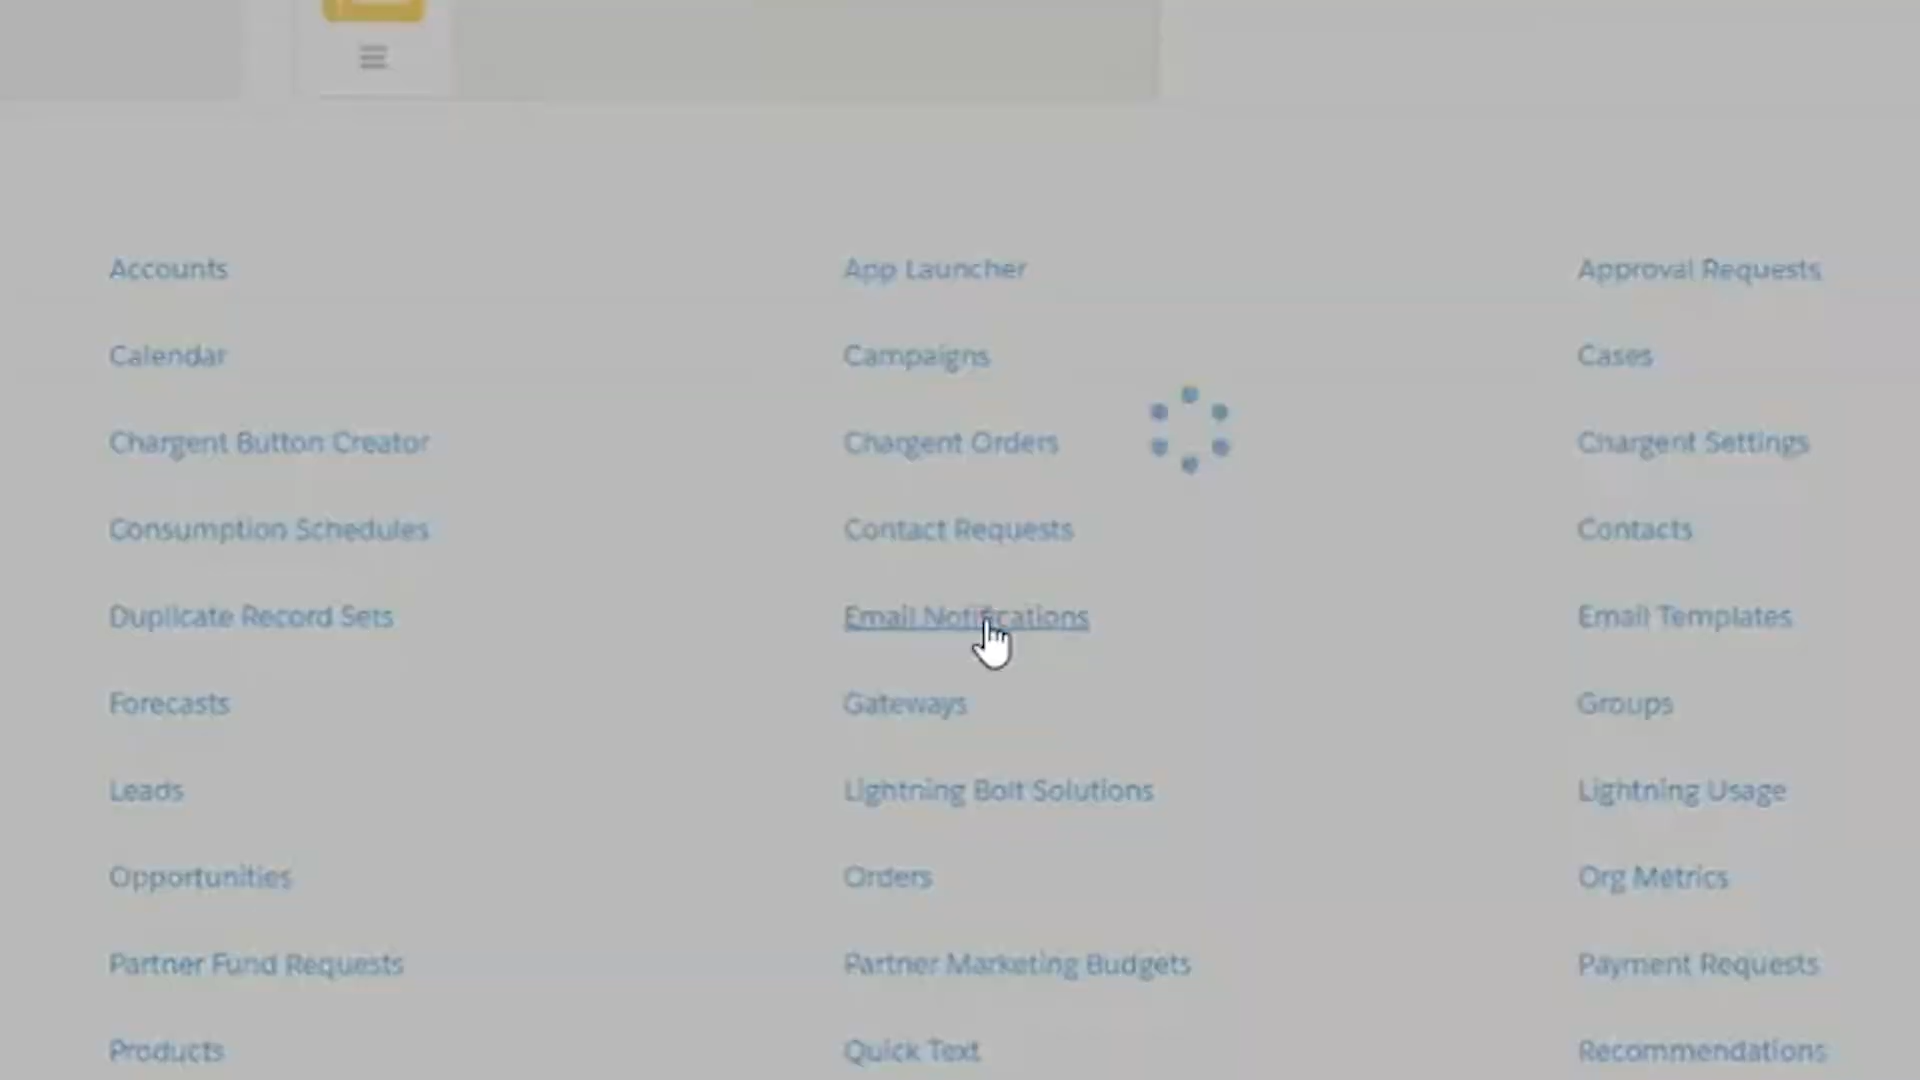 Accounts App Launcher Approval Requests
Calendar Campaigns Cases
Chargent Button Creator Chargent Orders Chargent Settings
Consumption Schedules Contact Requests Contacts
Duplicate Record Sets Email Notifications Email Templates
Forecasts Gateways Groups
Leads Lightning Bolt Solutions Lightning Usage
Opportunities Orders Org Metrics
Partner Fund Requests Partner Marketing Budgets Payment Requests
Products Quick Text Recommendations